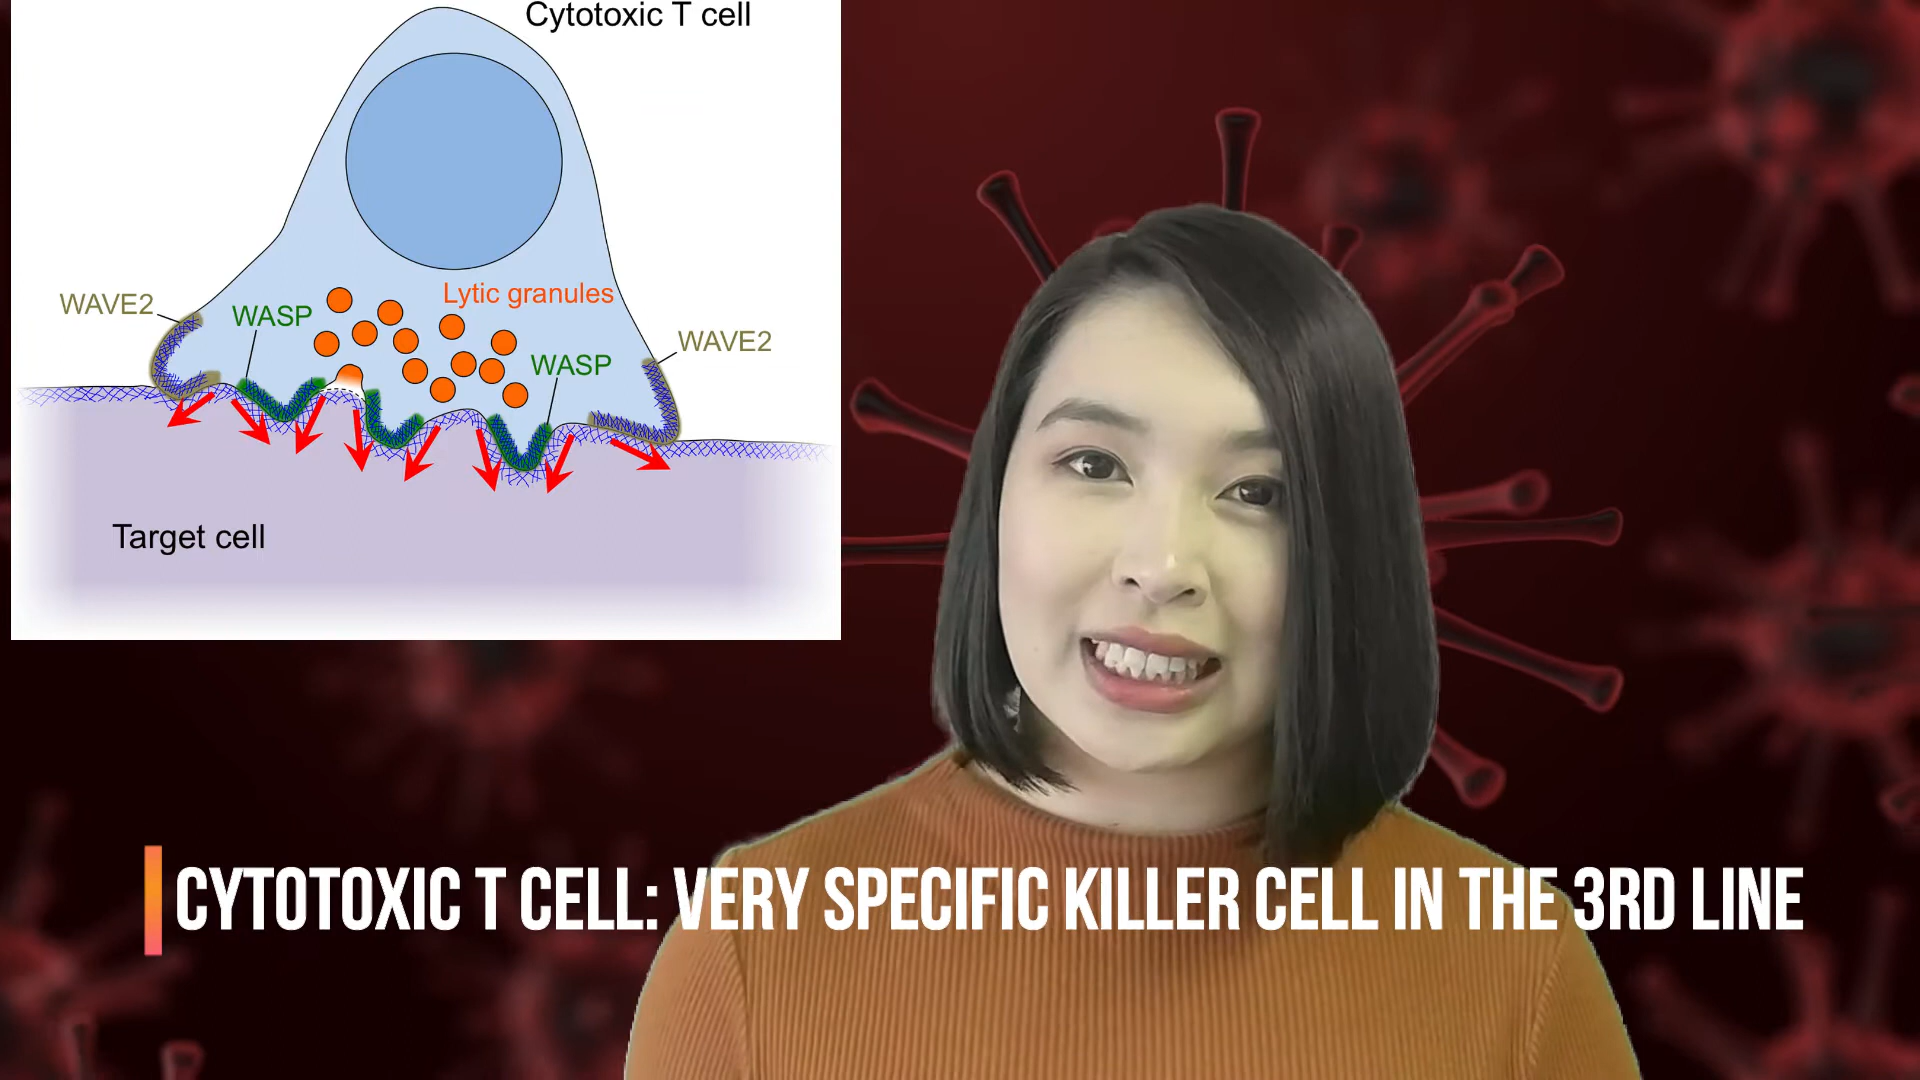 Cytotoxic T cell
Lytic granules
WAVE2
WASP
WAVE2
WASP
Target cell
CYTOTOXIC T CELL: VERY SPECIFIC KILLER CELL IN THE 3RD LINE